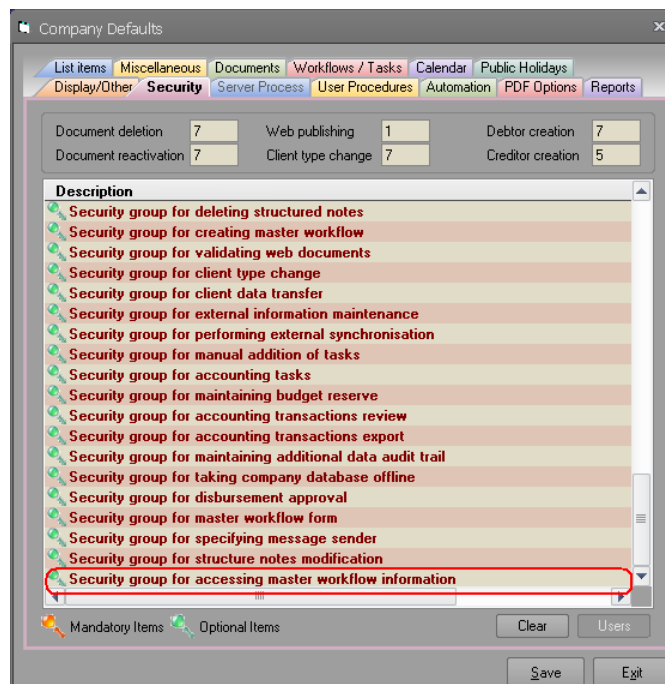 Company Defaults
List items Miscellaneous Documents Workflows / Tasks Calendar Public Holidays
Display/Other Security Server Process User Procedures Automation PDF Options Reports
Document deletion 7 Web publishing 1 Debtor creation 7
Document reactivation 7 Client type change 7 Creditor creation 5
Description
Security group for deleting structured notes
Security group for creating master workflow
Security group for validating web documents
Security group for client type change
Security group for client data transfer
Security group for external information maintenance
Security group for performing external synchronisation
Security group for manual addition of tasks
Security group for accounting tasks
Security group for maintaining budget reserve
Security group for accounting transactions review
Security group for accounting transactions export
Security group for maintaining additional data audit trail
Security group for taking company database offline
Security group for disbursement approval
Security group for master workflow form
Security group for specifying message sender
Security group for structure notes modification
Security group for accessing master workflow information
Mandatory Items Optional Items Clear Users
Save Exit